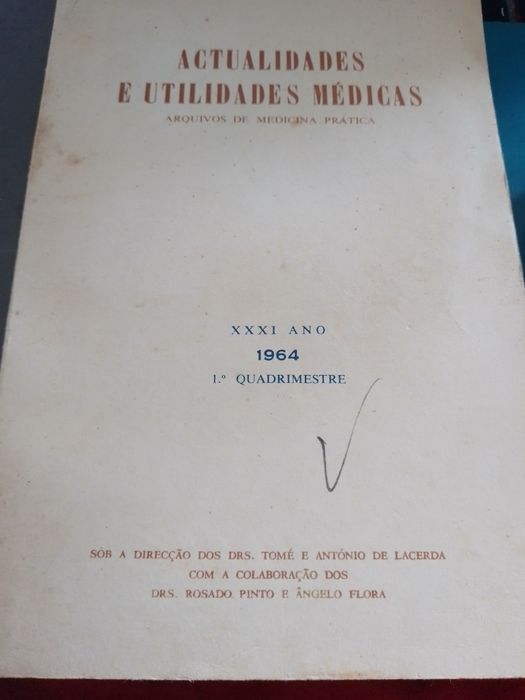 ACTUALIDADES
E UTILIDADES MÉDICAS
ARQUIVOS DE MEDICINA PRÁTICA
XXXI ANO
1964
1.º QUADRIMESTRE
SOB A DIRECÇÃO DOS DRS. TOMÉ E ANTÓNIO DE LACERDA
COM A COLABORAÇÃO DOS
DRS. ROSADO PINTO E ÂNGELO FLORA